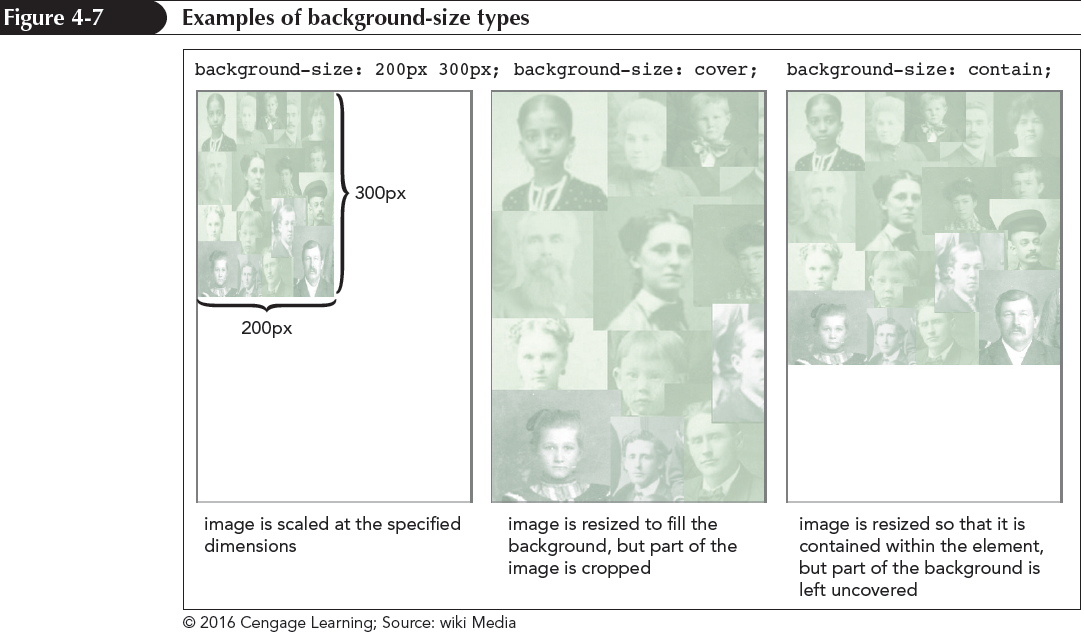 Figure 4-7 Examples of background-size types
background-size: 200px 300px; background-size: cover; background-size: contain;
300px
200px
image is scaled at the specified
dimensions
image is resized to fill the
background, but part of the
image is cropped
image is resized so that it is
contained within the element,
but part of the background is
left uncovered
© 2016 Cengage Learning; Source: wiki Media